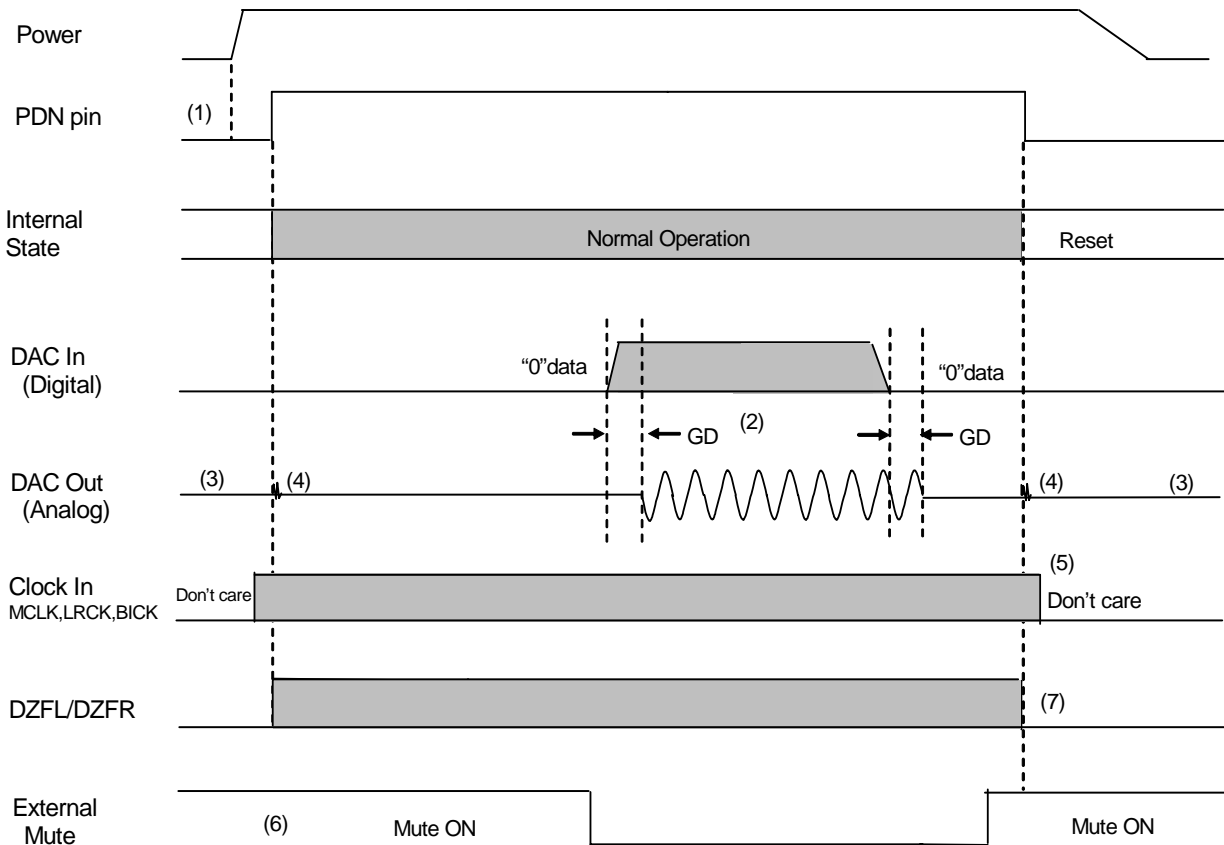 Power
PDN pin
(1)
Internal
State
Normal Operation
Reset
DAC In
(Digital)
“0”data
“0”data
(2)
GD
GD
DAC Out
(Analog)
(3)
(4)
(4)
(3)
Clock In
MCLK,LRCK,BICK
Don’t care
(5)
Don’t care
DZFL/DZFR
(7)
External
Mute
(6)
Mute ON
Mute ON